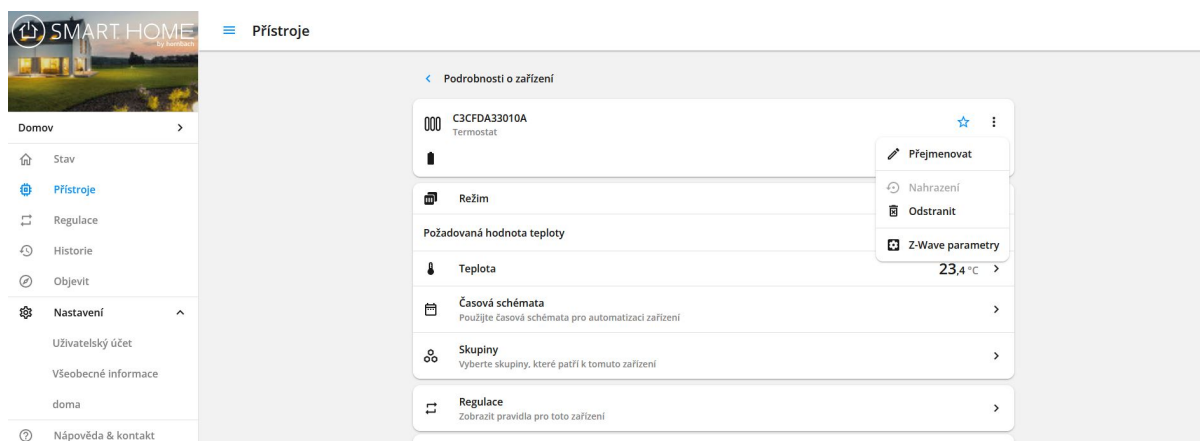 SMART HOME
by hornbach
Přístroje
Podrobnosti o zařízení
Domov
Stav
Přístroje
Regulace
Historie
Objevit
Nastavení
Uživatelský účet
Všeobecné informace
doma
Nápověda & kontakt
C3CFDA33010A
Termostat
Přejmenovat
Nahrazení
Odstranit
Z-Wave parametry
Režim
Požadovaná hodnota teploty
Teplota
23,4 °C
Časová schémata
Použijte časová schémata pro automatizaci zařízení
Skupiny
Vyberte skupiny, které patří k tomuto zařízení
Regulace
Zobrazit pravidla pro toto zařízení